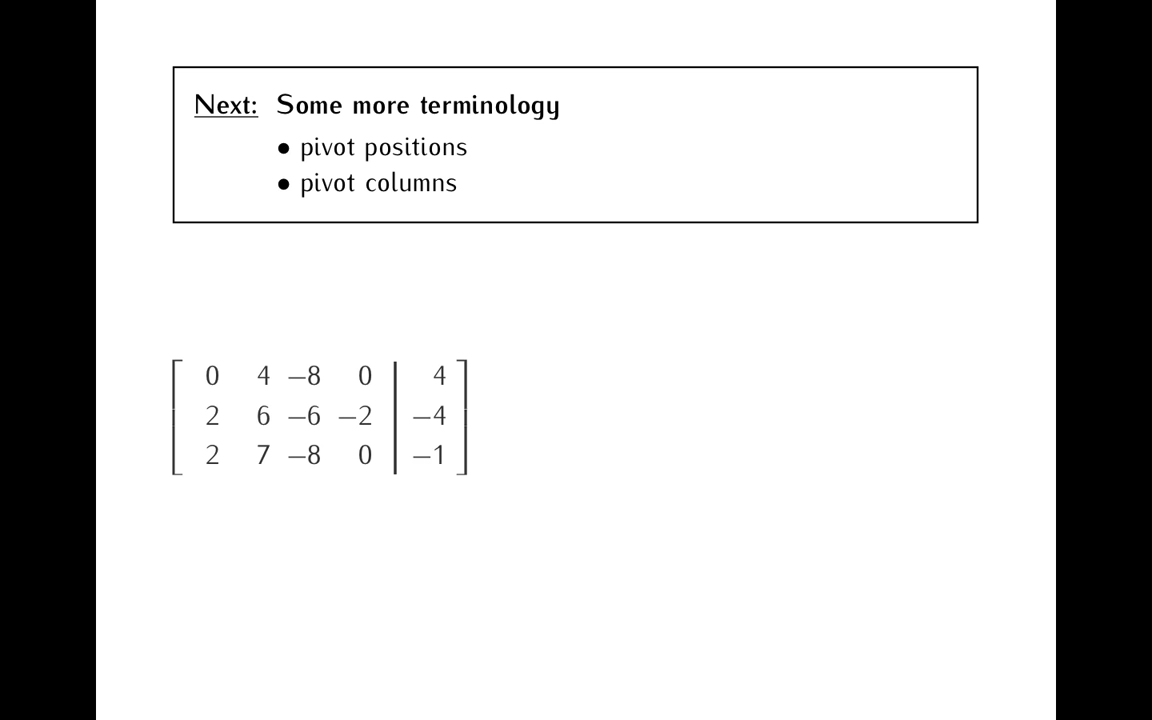 Next: Some more terminology
• pivot positions
• pivot columns
0 4 −8 0 4
2 6 −6 −2 −4
2 7 −8 0 −1